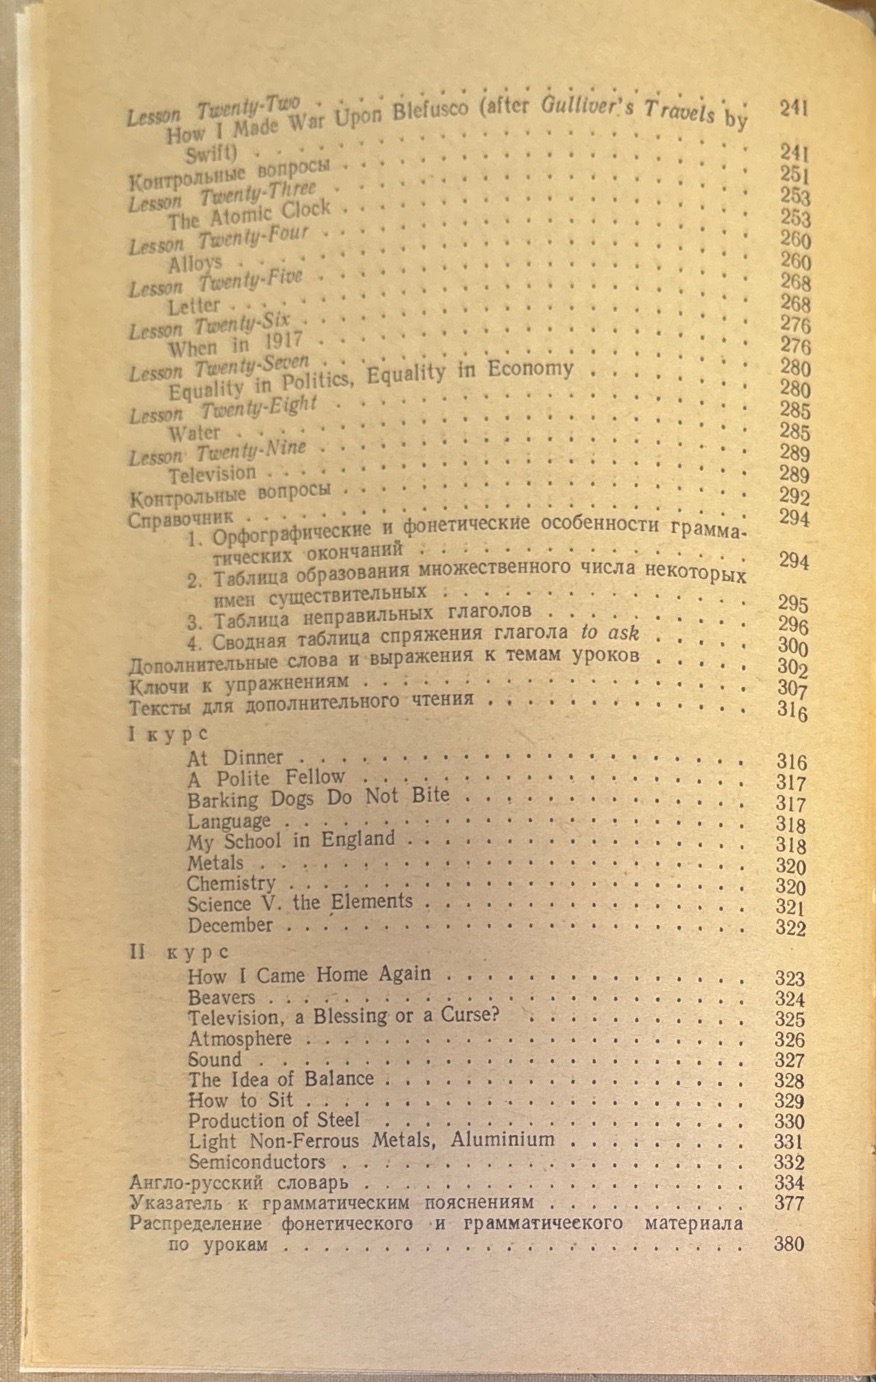 Lesson Twenty-Two . . . . . . . . . . . . . . . . . . . . 241
How I Made War Upon Blefusco (after Gulliver's Travels by
Swift) . . . . . . . . . . . . . . . . . . . . . . . . 241
Контрольные вопросы . . . . . . . . . . . . . . . . . . . . 251
Lesson Twenty-Three . . . . . . . . . . . . . . . . . . . . 253
The Atomic Clock . . . . . . . . . . . . . . . . . . . . 253
Lesson Twenty-Four . . . . . . . . . . . . . . . . . . . . 260
Alloys . . . . . . . . . . . . . . . . . . . . . . . . 260
Lesson Twenty-Five . . . . . . . . . . . . . . . . . . . . 268
Letter . . . . . . . . . . . . . . . . . . . . . . . . 268
Lesson Twenty-Six . . . . . . . . . . . . . . . . . . . . 276
When in 1917 . . . . . . . . . . . . . . . . . . . . . . 276
Lesson Twenty-Seven . . . . . . . . . . . . . . . . . . . . 280
Equality in Politics, Equality in Economy . . . . . . . . 280
Lesson Twenty-Eight . . . . . . . . . . . . . . . . . . . . 285
Water . . . . . . . . . . . . . . . . . . . . . . . . 285
Lesson Twenty-Nine . . . . . . . . . . . . . . . . . . . . 289
Television . . . . . . . . . . . . . . . . . . . . . . . 289
Контрольные вопросы . . . . . . . . . . . . . . . . . . . . 292
Справочник . . . . . . . . . . . . . . . . . . . . . . . . 294
1. Орфографические и фонетические особенности грамма-
тических окончаний . . . . . . . . . . . . . . . . 294
2. Таблица образования множественного числа некоторых
имен существительных . . . . . . . . . . . . . . . 295
3. Таблица неправильных глаголов . . . . . . . . . . 296
4. Сводная таблица спряжения глагола to ask . . . . 300
Дополнительные слова и выражения к темам уроков . . . . . 302
Ключи к упражнениям . . . . . . . . . . . . . . . . . . . 307
Тексты для дополнительного чтения . . . . . . . . . . . . . 316
I курс
At Dinner . . . . . . . . . . . . . . . . . . . . . . 316
A Polite Fellow . . . . . . . . . . . . . . . . . . . 317
Barking Dogs Do Not Bite . . . . . . . . . . . . . . 317
Language . . . . . . . . . . . . . . . . . . . . . . . 318
My School in England . . . . . . . . . . . . . . . . . 318
Metals . . . . . . . . . . . . . . . . . . . . . . . . 320
Chemistry . . . . . . . . . . . . . . . . . . . . . . 320
Science V. the Elements . . . . . . . . . . . . . . . . 321
December . . . . . . . . . . . . . . . . . . . . . . . 322
II курс
How I Came Home Again . . . . . . . . . . . . . . . 323
Beavers . . . . . . . . . . . . . . . . . . . . . . . 324
Television, a Blessing or a Curse? . . . . . . . . . . . 325
Atmosphere . . . . . . . . . . . . . . . . . . . . . . 326
Sound . . . . . . . . . . . . . . . . . . . . . . . . 327
The Idea of Balance . . . . . . . . . . . . . . . . . . 328
How to Sit . . . . . . . . . . . . . . . . . . . . . . 329
Production of Steel . . . . . . . . . . . . . . . . . . 330
Light Non-Ferrous Metals, Aluminium . . . . . . . . . 331
Semiconductors . . . . . . . . . . . . . . . . . . . . 332
Англо-русский словарь . . . . . . . . . . . . . . . . . . . 334
Указатель к грамматическим пояснениям . . . . . . . . . . 377
Распределение фонетического и грамматичеекого материала
по урокам . . . . . . . . . . . . . . . . . . . . . . . 380